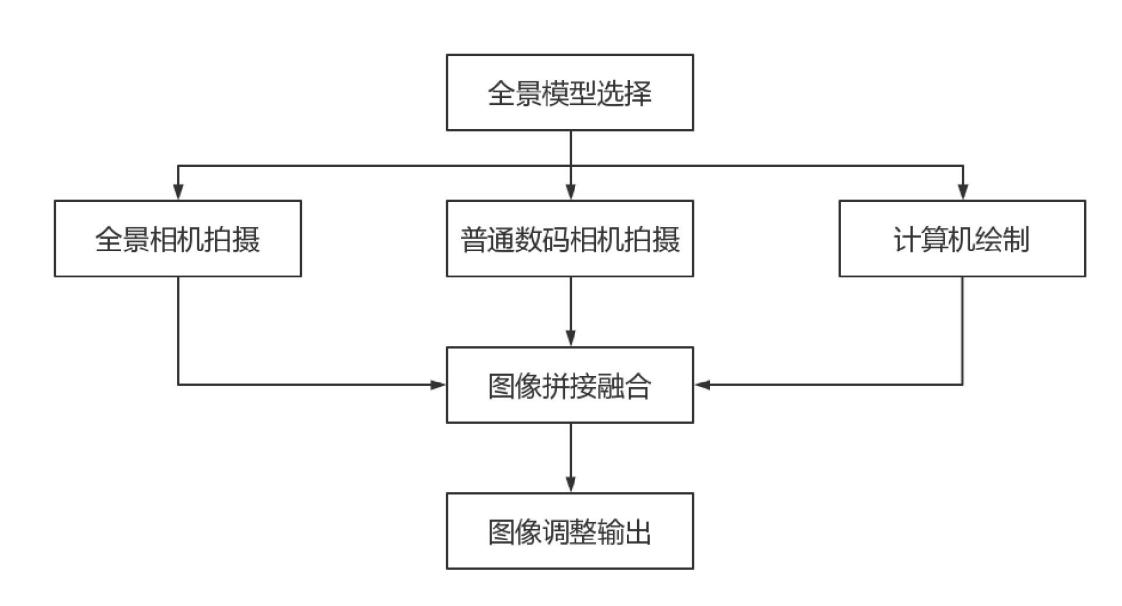 全景模型选择
全景相机拍摄
普通数码相机拍摄
计算机绘制
图像拼接融合
图像调整输出